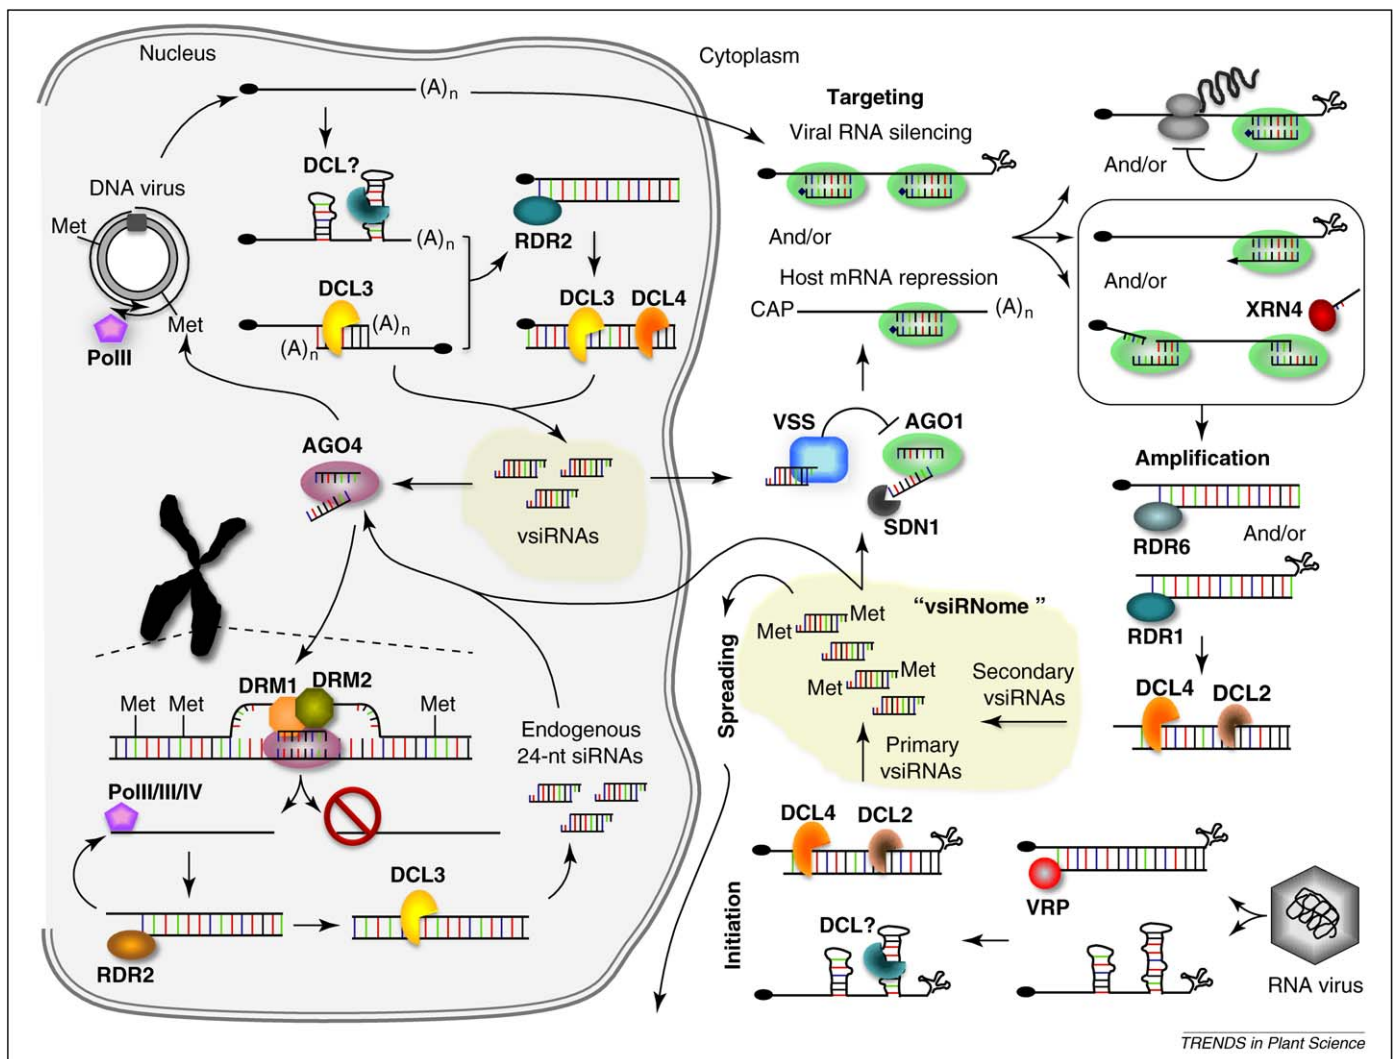 Nucleus
Cytoplasm
(A)n
DCL?
DNA virus
Met
Met
PolII
(A)n
DCL3
(A)n
(A)n
RDR2
DCL3 DCL4
AGO4
vsiRNAs
DRM1 DRM2
Met Met Met
Endogenous
24-nt siRNAs
PolII/III/IV
RDR2
DCL3
Targeting
Viral RNA silencing
And/or
Host mRNA repression
CAP (A)n
VSS AGO1
SDN1
And/or
And/or
XRN4
Amplification
RDR6
And/or
RDR1
DCL4 DCL2
Spreading
"vsiRNome "
Met Met
Met Met
Secondary
vsiRNAs
Primary
vsiRNAs
Initiation
DCL4 DCL2
DCL?
VRP
RNA virus
TRENDS in Plant Science